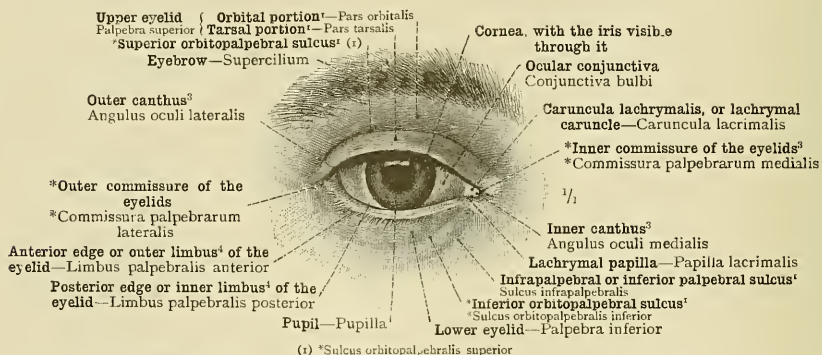 Upper eyelid { Orbital portion¹—Pars orbitalis
Palpebra superior { Tarsal portion¹—Pars tarsalis
*Superior orbitopalpebral sulcus¹ (1)
Eyebrow—Supercilium
Outer canthus³
Angulus oculi lateralis
*Outer commissure of the
eyelids
*Commissura palpebrarum
lateralis
Anterior edge or outer limbus⁴ of the
eyelid—Limbus palpebralis anterior
Posterior edge or inner limbus⁴ of the
eyelid—Limbus palpebralis posterior
Pupil—Pupilla
Cornea, with the iris visible
through it
Ocular conjunctiva
Conjunctiva bulbi
Caruncula lachrymalis, or lachrymal
caruncle—Caruncula lacrimalis
*Inner commissure of the eyelids³
*Commissura palpebrarum medialis
1/1
Inner canthus³
Angulus oculi medialis
Lachrymal papilla—Papilla lacrimalis
Infrapalpebral or inferior palpebral sulcus¹
Sulcus infrapalpebralis
*Inferior orbitopalpebral sulcus¹
*Sulcus orbitopalpebralis inferior
Lower eyelid—Palpebra inferior
(1) *Sulcus orbitopalpebralis superior